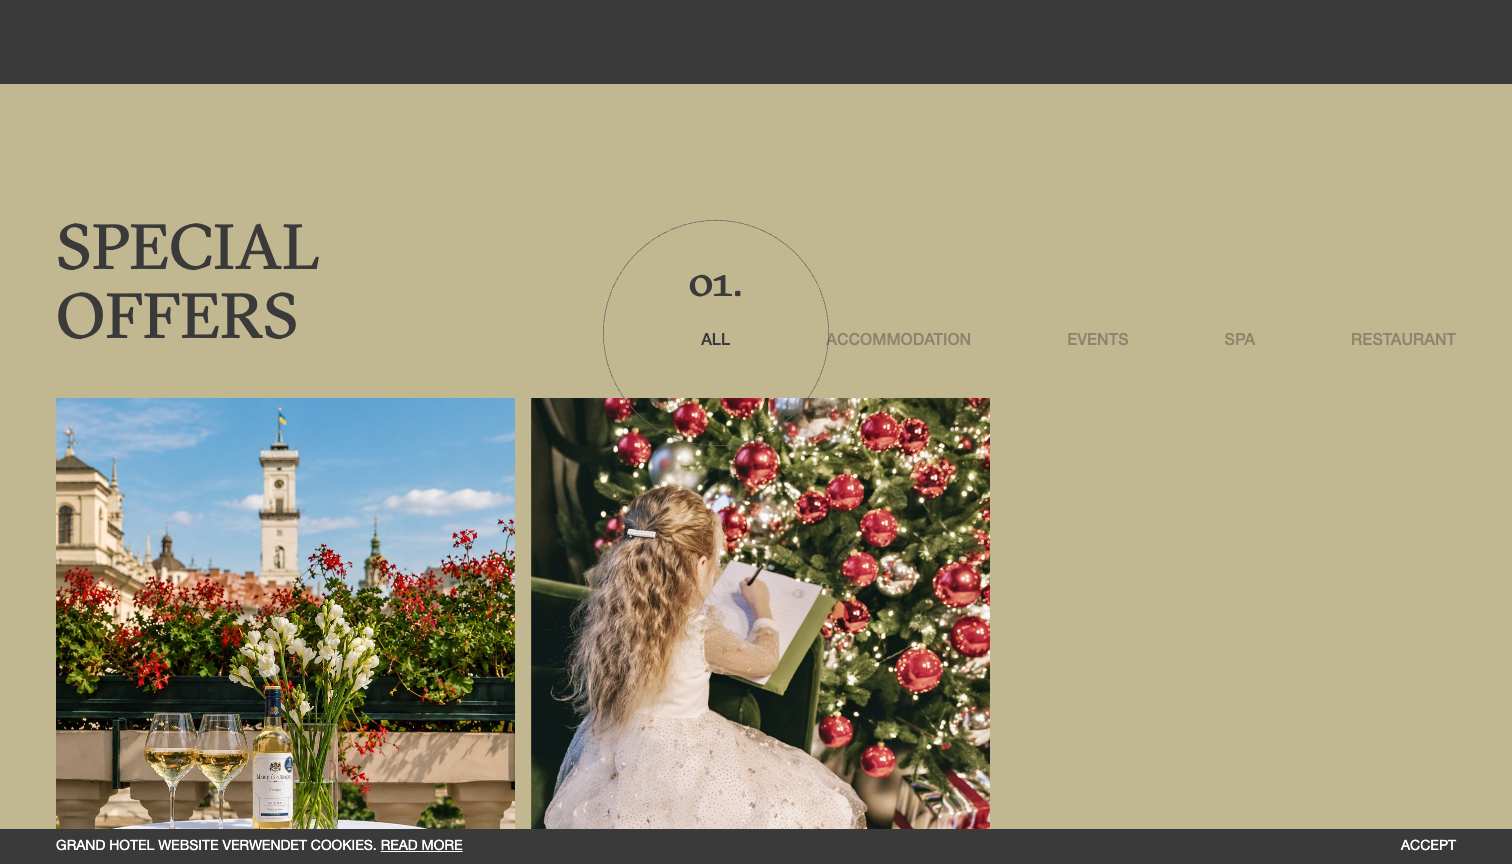 SPECIAL
OFFERS
01.
ALL
ACCOMMODATION
EVENTS
SPA
RESTAURANT
GRAND HOTEL WEBSITE VERWENDET COOKIES. READ MORE
ACCEPT